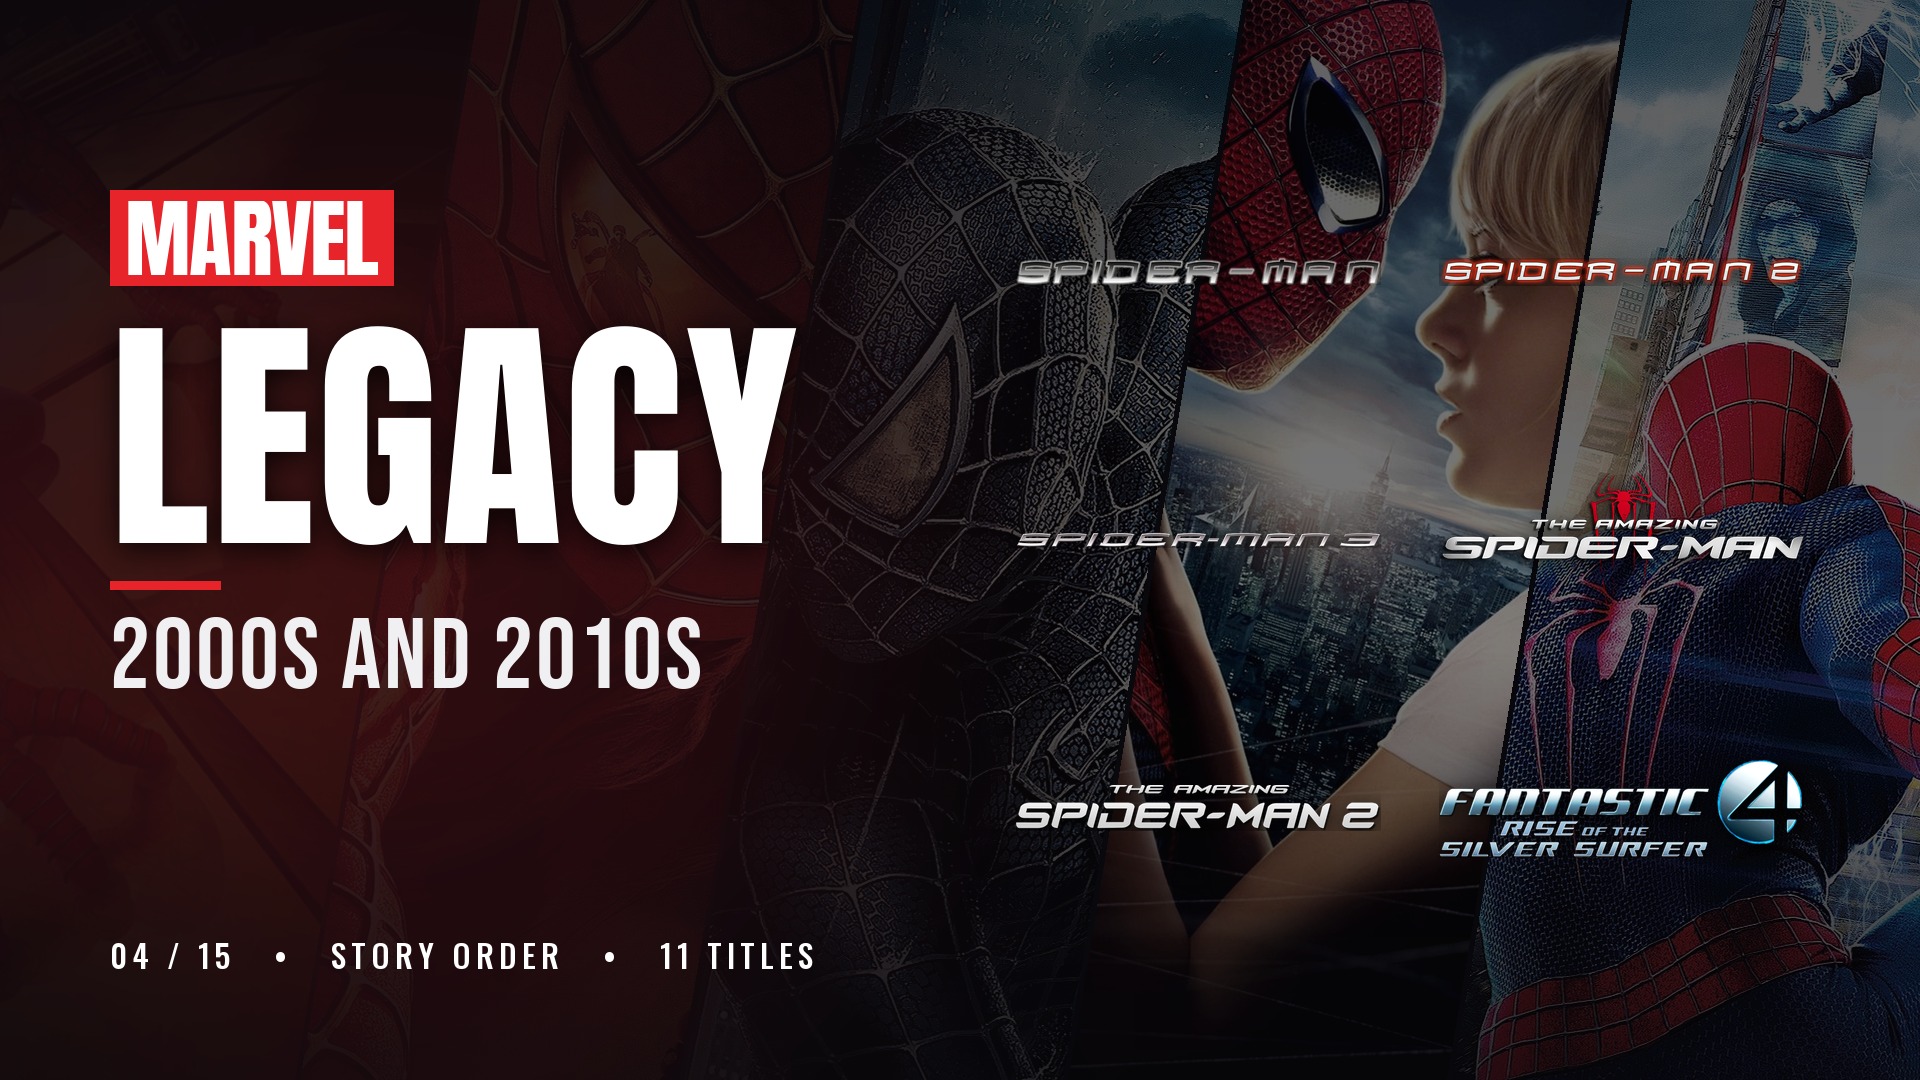 MARVEL
LEGACY
2000S AND 2010S
04 / 15 • STORY ORDER • 11 TITLES
SPIDER-MAN
SPIDER-MAN 2
SPIDER-MAN 3
THE AMAZING
SPIDER-MAN
THE AMAZING
SPIDER-MAN 2
FANTASTIC 4
RISE OF THE
SILVER SURFER